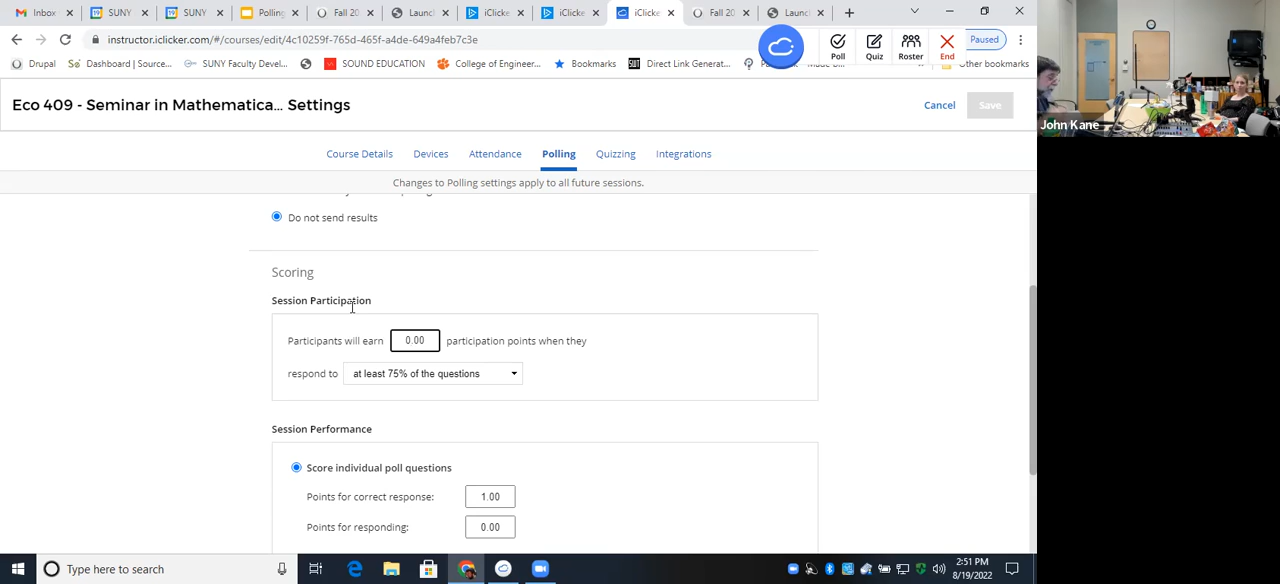 Inbox
SUNY
SUNY
Polling
Fall 20
Launc
iClicke
iClicke
iClicke
Fall 20
Launc
instructor.iclicker.com/#/courses/edit/4c10259f-765d-465f-a4de-649a4feb7c3e
Poll
Quiz
Roster
End
Paused
Drupal
Dashboard | Source...
SUNY Faculty Devel...
SOUND EDUCATION
College of Engineer...
Bookmarks
Direct Link Generat...
Other bookmarks
Eco 409 - Seminar in Mathematica... Settings
Cancel
Save
John Kane
Course Details
Devices
Attendance
Polling
Quizzing
Integrations
Changes to Polling settings apply to all future sessions.
Do not send results
Scoring
Session Participation
Participants will earn 0.00 participation points when they
respond to at least 75% of the questions
Session Performance
Score individual poll questions
Points for correct response: 1.00
Points for responding: 0.00
Type here to search
2:51 PM
8/19/2022